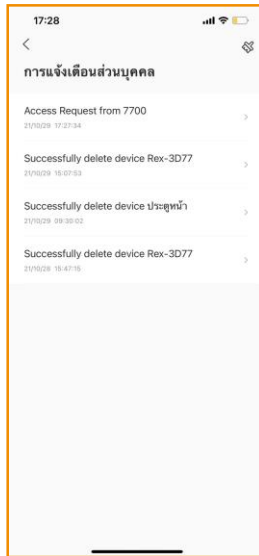 17:28
การแจ้งเตือนส่วนบุคคล
Access Request from 7700
21/10/29 17:27:34
Successfully delete device Rex-3D77
21/10/29 15:07:53
Successfully delete device ประตูหน้า
21/10/29 09:30:02
Successfully delete device Rex-3D77
21/10/28 15:47:15